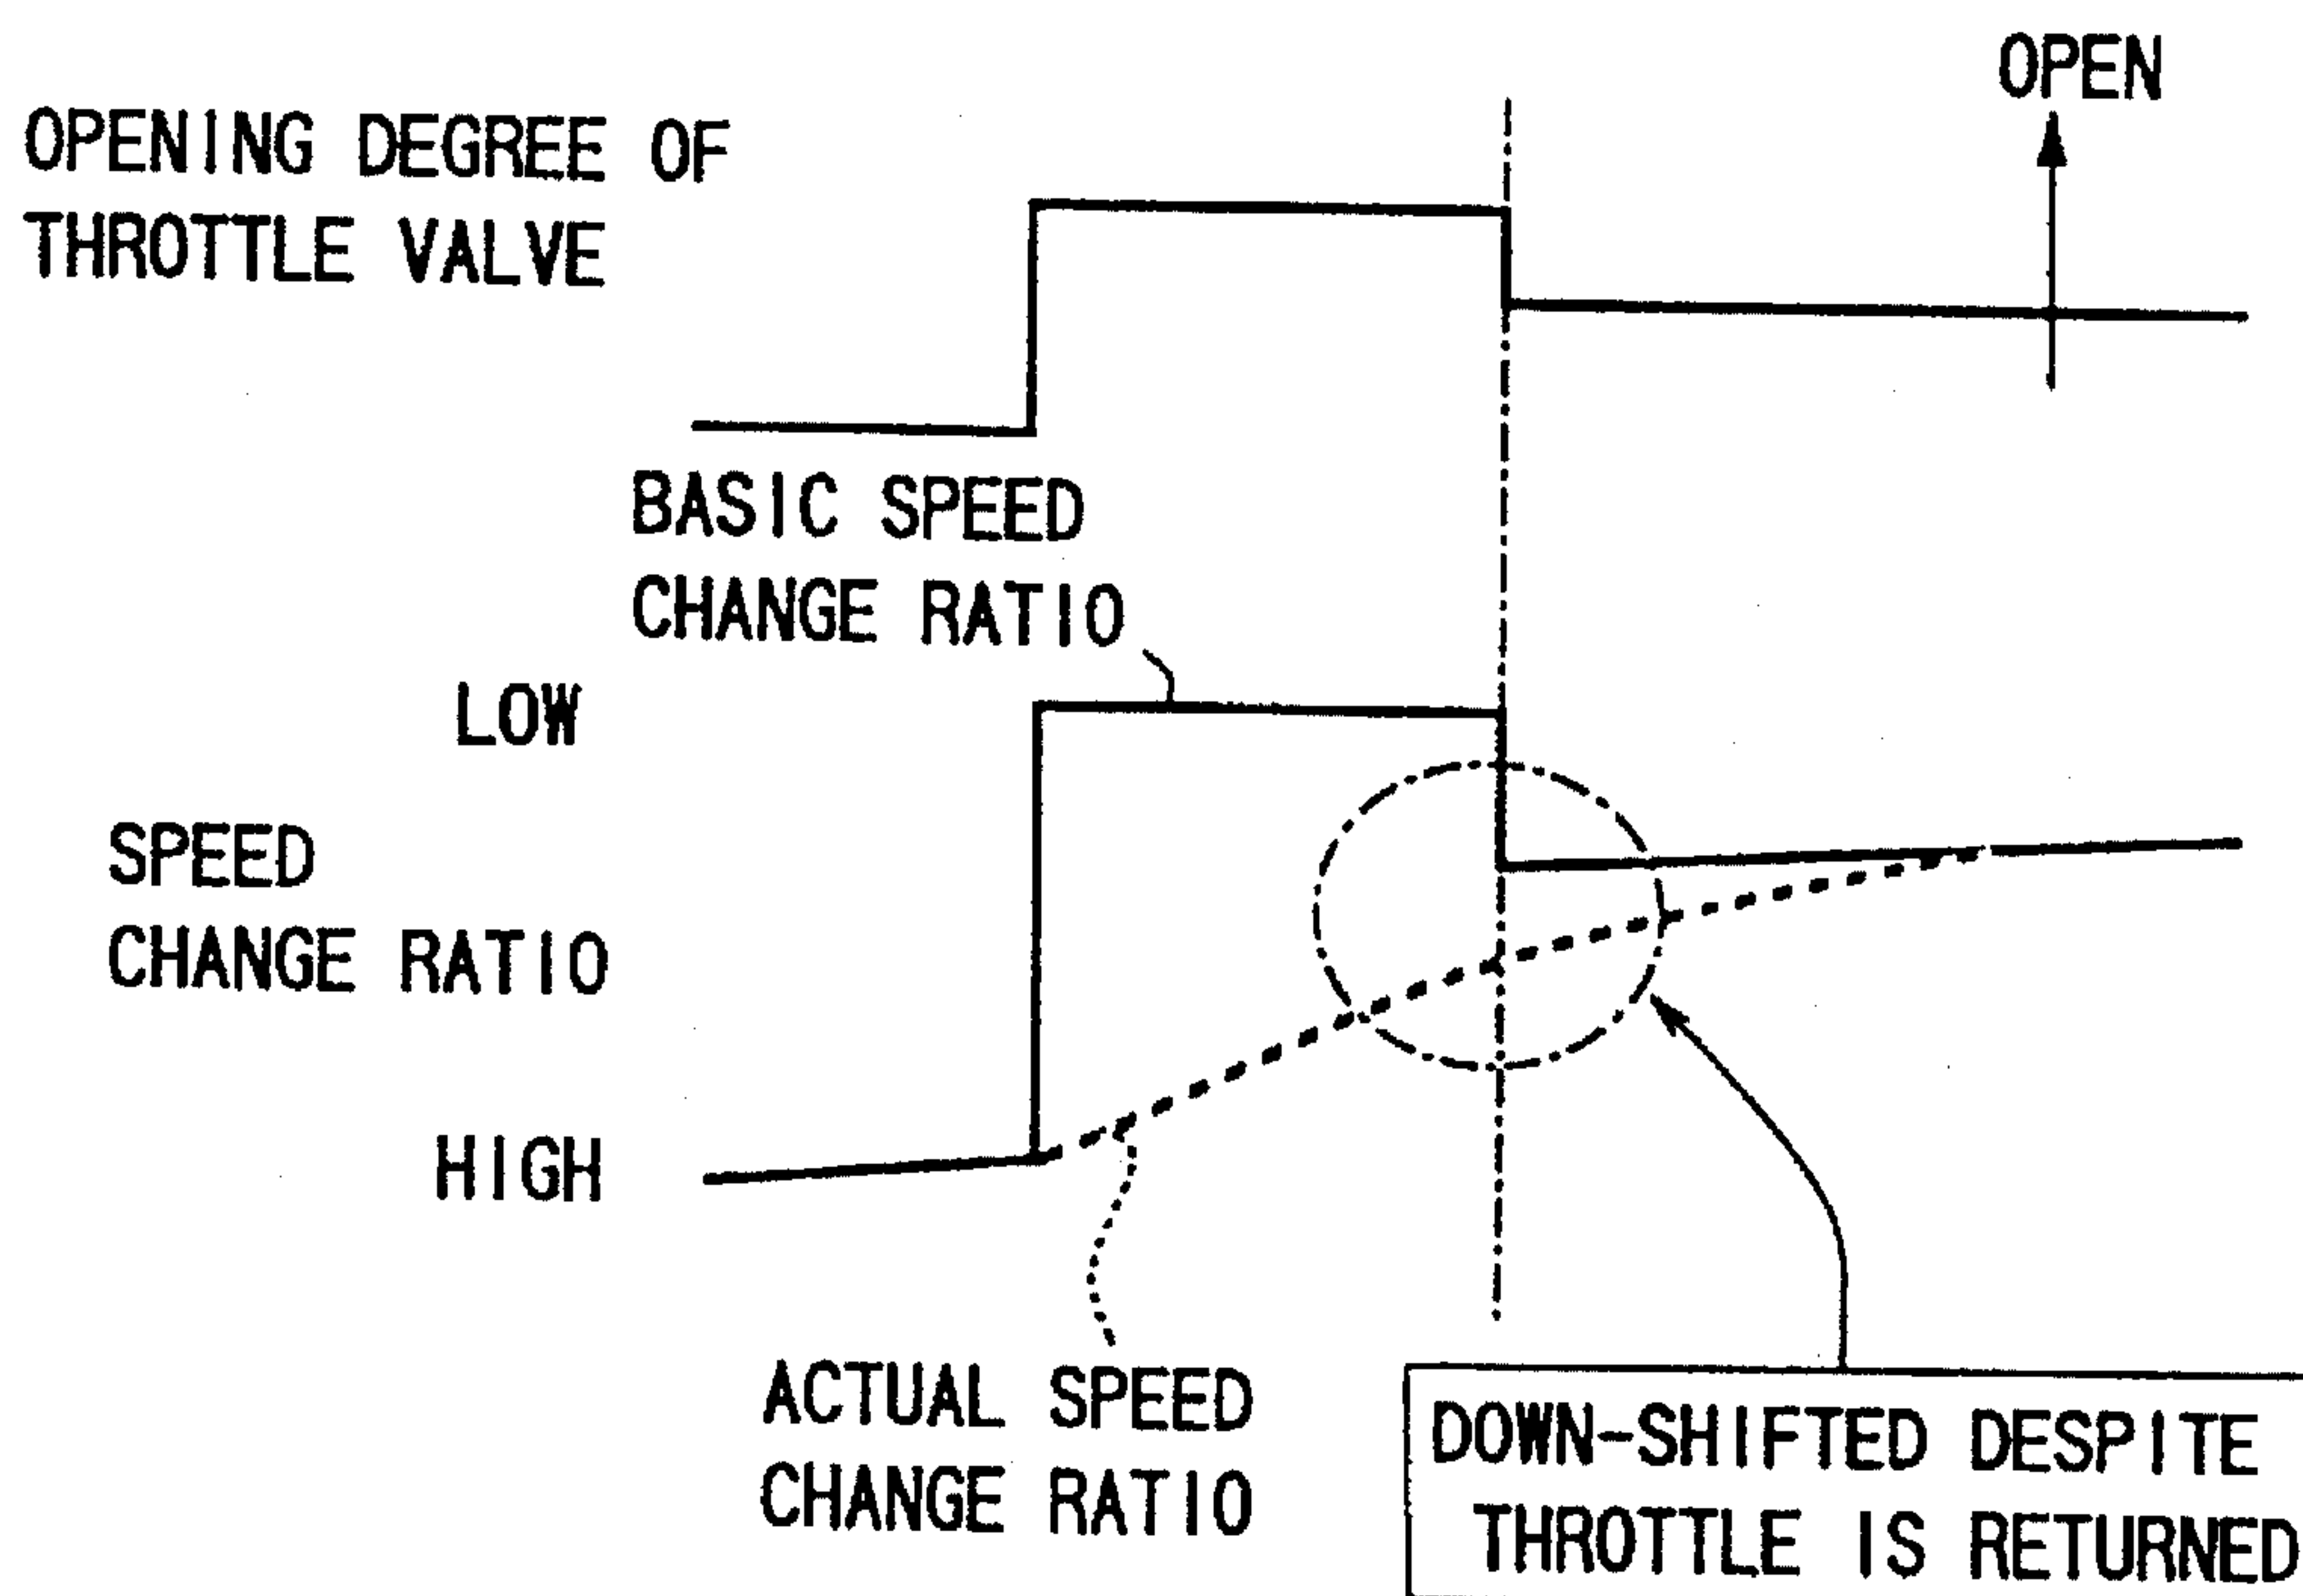 OPEN
OPENING DEGREE OF
THROTTLE VALVE
BASIC SPEED
CHANGE RATIO
LOW
SPEED
CHANGE RATIO
HIGH
ACTUAL SPEED
CHANGE RATIO
DOWN-SHIFTED DESPITE
THROTTLE IS RETURNED